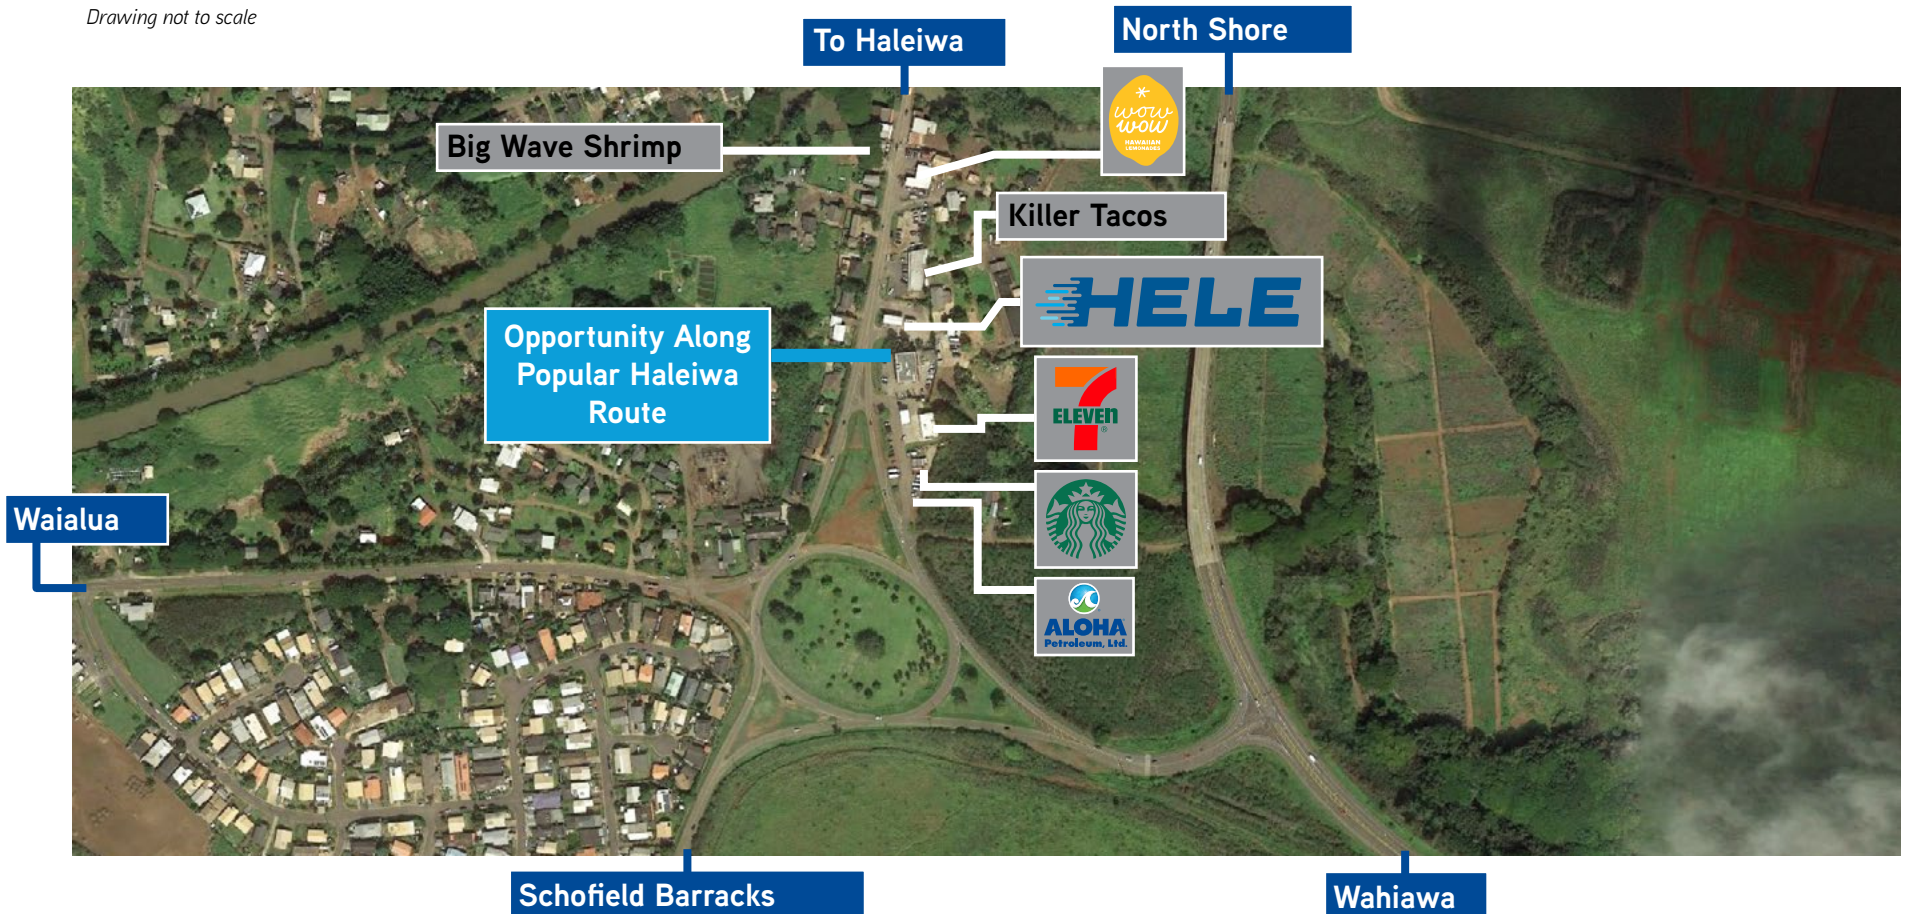 Drawing not to scale
To Haleiwa
North Shore
*
wow
wow
HAWAIIAN
LEMONADES
Big Wave Shrimp
Killer Tacos
HELE
Opportunity Along
Popular Haleiwa
Route
7
ELEVEn
®
Waialua
ALOHA
Petroleum, Ltd.
Schofield Barracks
Wahiawa